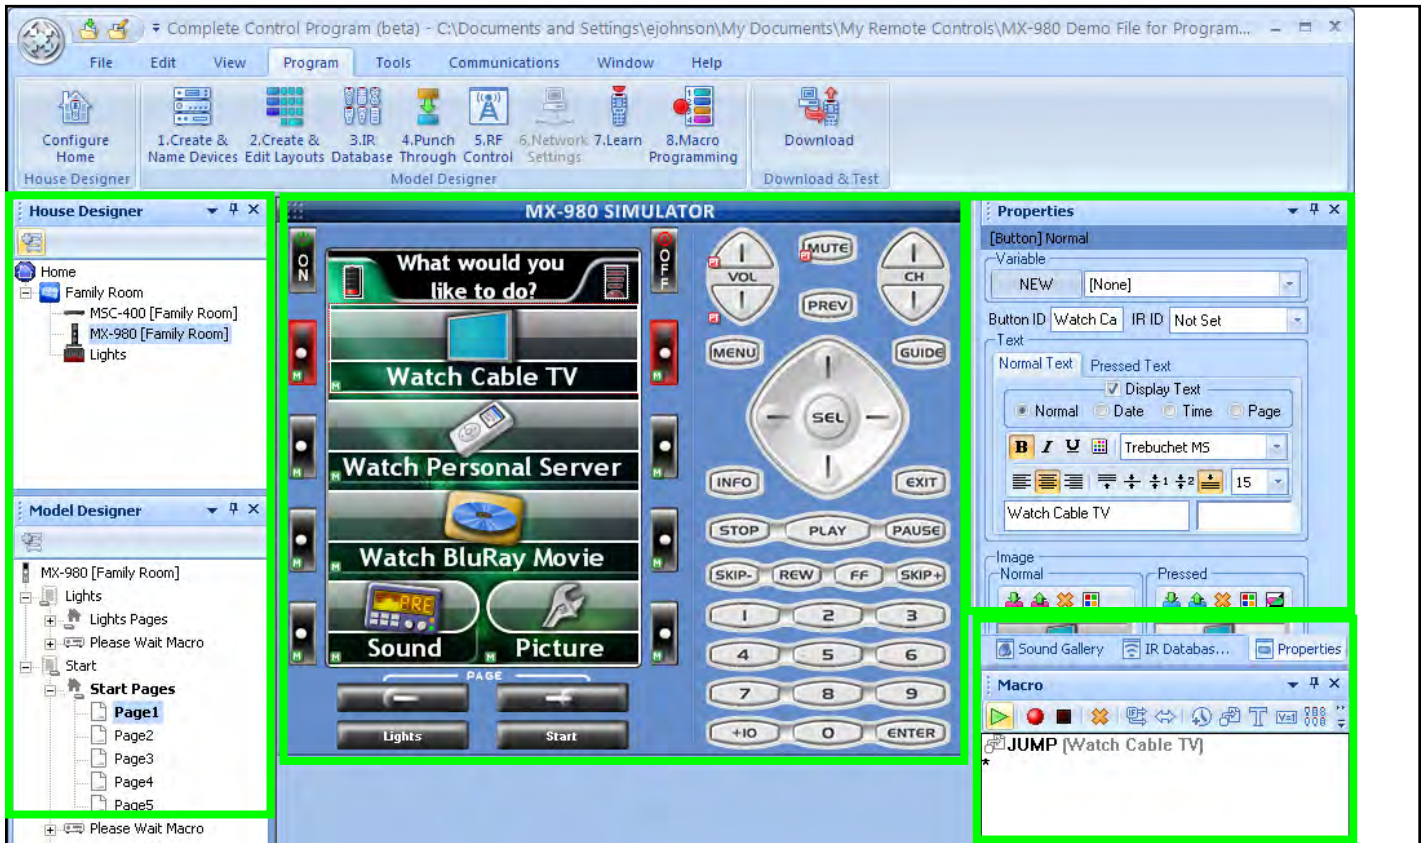 Complete Control Program (beta) - C:\Documents and Settings\ejohnson\My Documents\My Remote Controls\MX-980 Demo File for Program...
File Edit View Program Tools Communications Window Help
Configure Home
1.Create & Name Devices
2.Create & Edit Layouts
3.IR Database
4.Punch Through
5.RF Control
6.Network Settings
7.Learn
8.Macro Programming
Download
House Designer
Model Designer
Download & Test
House Designer
Home
Family Room
MSC-400 [Family Room]
MX-980 [Family Room]
Lights
Model Designer
MX-980 [Family Room]
Lights
Lights Pages
Please Wait Macro
Start
Start Pages
Page1
Page2
Page3
Page4
Page5
Please Wait Macro
MX-980 SIMULATOR
ON
OFF
What would you
like to do?
M
M
M
Watch Cable TV
M
M
Watch Personal Server
M
M
Watch BluRay Movie
M
M
M
M
Sound
Picture
PAGE
Lights
Start
VOL
MUTE
CH
PREV
MENU
GUIDE
SEL
INFO
EXIT
STOP PLAY PAUSE
SKIP- REW FF SKIP+
1 2 3
4 5 6
7 8 9
+10 0 ENTER
Properties
[Button] Normal
Variable
NEW [None]
Button ID Watch Ca IR ID Not Set
Text
Normal Text Pressed Text
Display Text
Normal Date Time Page
B I U Trebuchet MS
1 2 15
Watch Cable TV
Image
Normal Pressed
Sound Gallery IR Databas... Properties
Macro
T V=1
JUMP (Watch Cable TV)
*